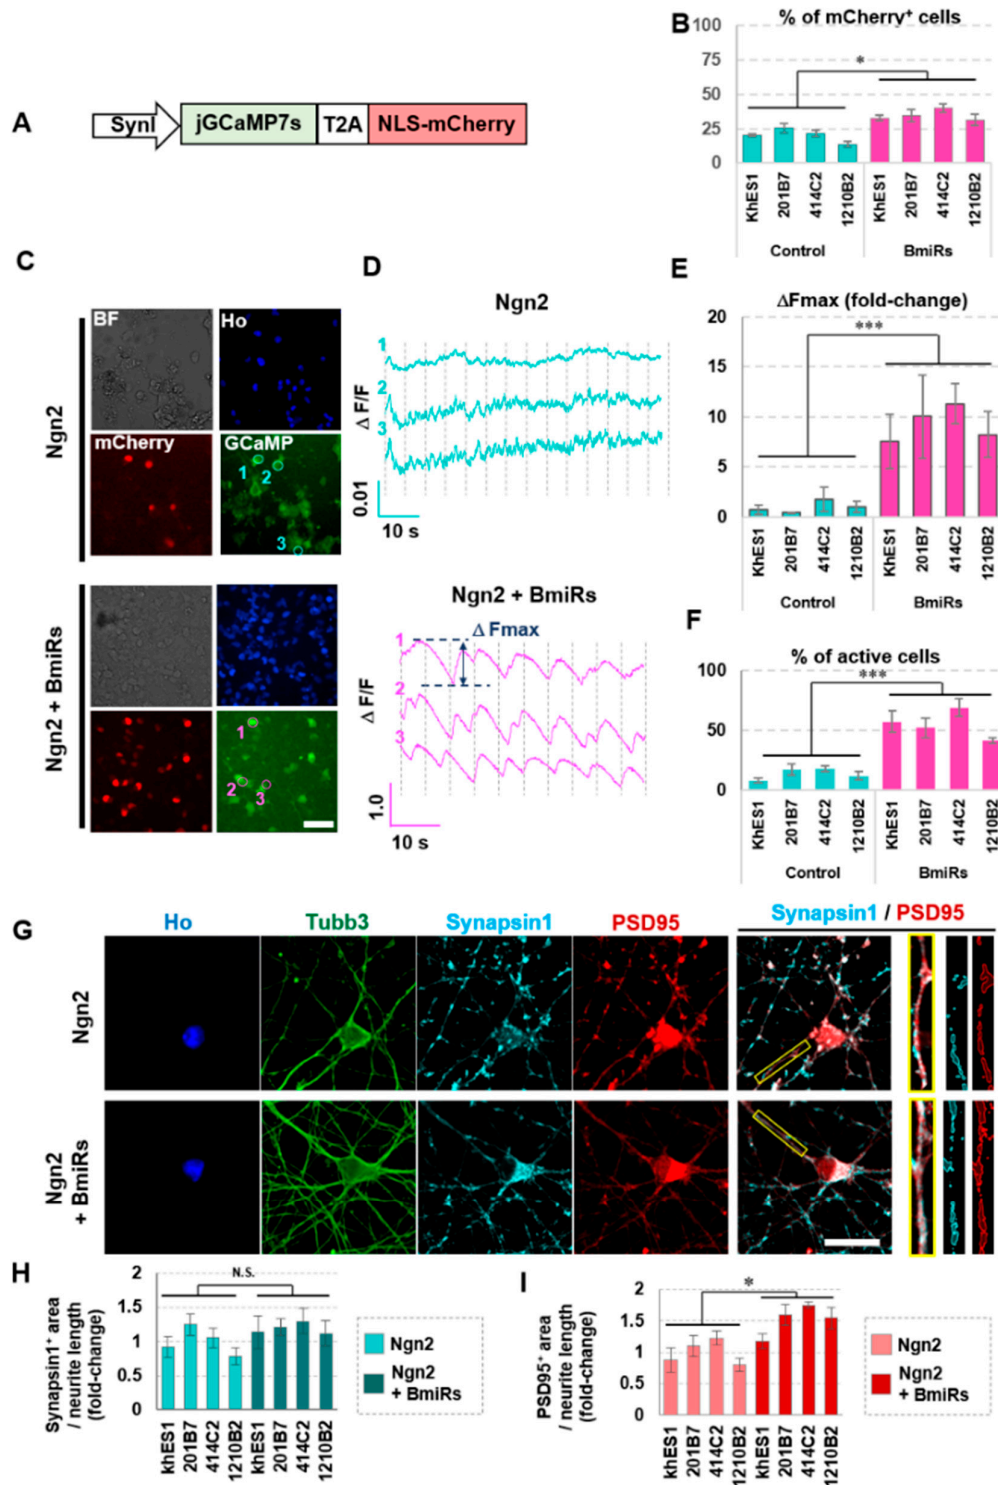 A
SynI
jGCaMP7s
T2A
NLS-mCherry
B
% of mCherry⁺ cells
100
75
50
25
0
*
KhES1
201B7
414C2
1210B2
KhES1
201B7
414C2
1210B2
Control
BmiRs
C
Ngn2
BF
Ho
mCherry
GCaMP
1
2
3
Ngn2 + BmiRs
1
2
3
D
Ngn2
1
2
3
Δ F/F
0.01
10 s
Ngn2 + BmiRs
1
Δ Fmax
2
3
Δ F/F
1.0
10 s
E
ΔFmax (fold-change)
20
15
10
5
0
***
KhES1
201B7
414C2
1210B2
KhES1
201B7
414C2
1210B2
Control
BmiRs
F
% of active cells
100
50
0
***
KhES1
201B7
414C2
1210B2
KhES1
201B7
414C2
1210B2
Control
BmiRs
G
Ho
Tubb3
Synapsin1
PSD95
Synapsin1 / PSD95
Ngn2
Ngn2
+ BmiRs
H
Synapsin1⁺ area
/ neurite length
(fold-change)
2
1.5
1
0.5
0
N.S.
khES1
201B7
414C2
1210B2
khES1
201B7
414C2
1210B2
Ngn2
Ngn2
+ BmiRs
I
PSD95⁺ area
/ neurite length
(fold-change)
2
1.5
1
0.5
0
*
khES1
201B7
414C2
1210B2
khES1
201B7
414C2
1210B2
Ngn2
Ngn2
+ BmiRs